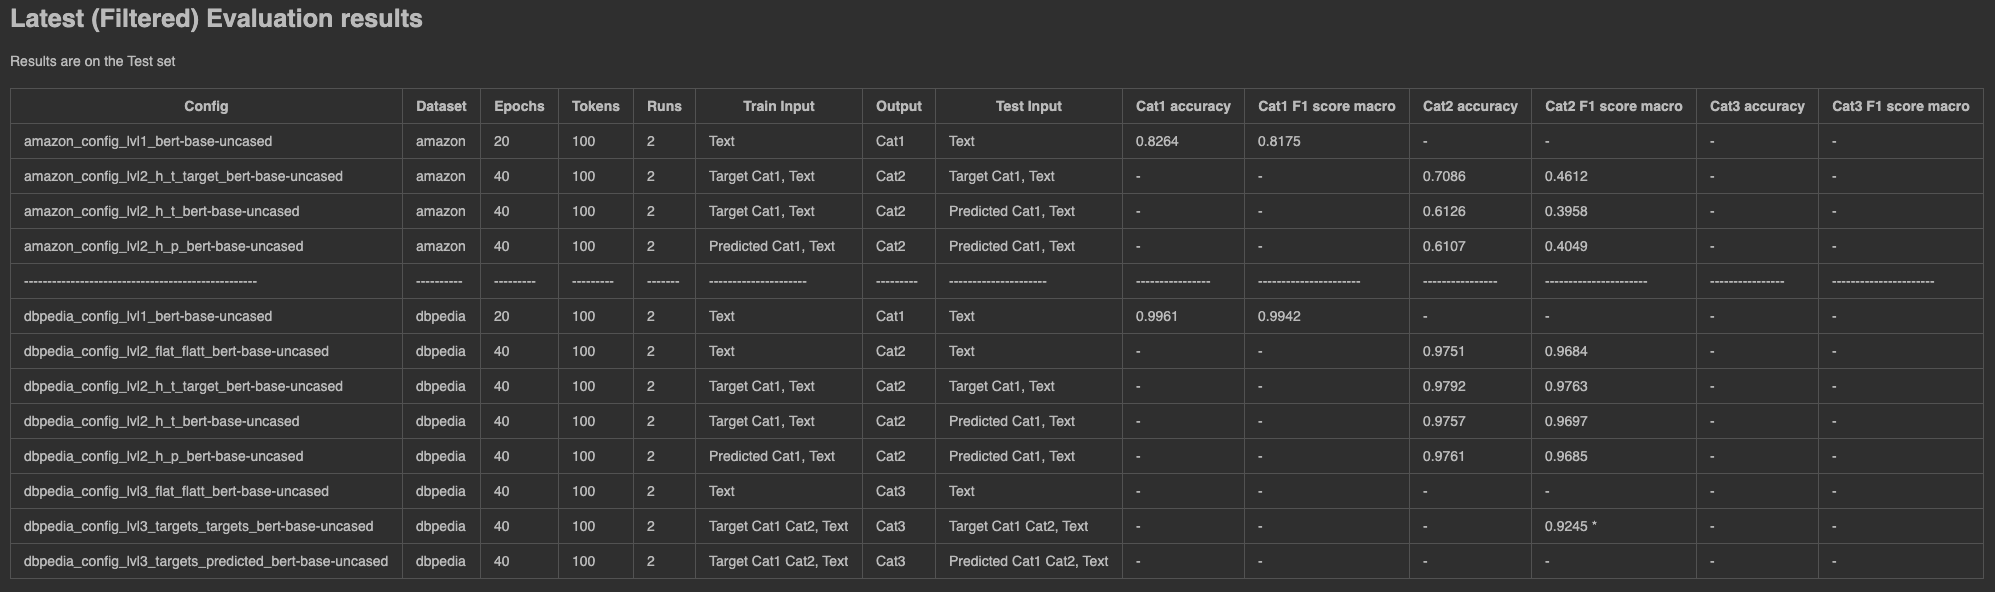 Latest (Filtered) Evaluation results
Results are on the Test set
Config Dataset Epochs Tokens Runs Train Input Output Test Input Cat1 accuracy Cat1 F1 score macro Cat2 accuracy Cat2 F1 score macro Cat3 accuracy Cat3 F1 score macro
amazon_config_lvl1_bert-base-uncased amazon 20 100 2 Text Cat1 Text 0.8264 0.8175 - - - -
amazon_config_lvl2_h_t_target_bert-base-uncased amazon 40 100 2 Target Cat1, Text Cat2 Target Cat1, Text - - 0.7086 0.4612 - -
amazon_config_lvl2_h_t_bert-base-uncased amazon 40 100 2 Target Cat1, Text Cat2 Predicted Cat1, Text - - 0.6126 0.3958 - -
amazon_config_lvl2_h_p_bert-base-uncased amazon 40 100 2 Predicted Cat1, Text Cat2 Predicted Cat1, Text - - 0.6107 0.4049 - -
-------------------------------------------------- ---------- --------- --------- ------- --------------------- --------- --------------------- ---------------- ---------------------- ---------------- ---------------------- ---------------- ----------------------
dbpedia_config_lvl1_bert-base-uncased dbpedia 20 100 2 Text Cat1 Text 0.9961 0.9942 - - - -
dbpedia_config_lvl2_flat_flatt_bert-base-uncased dbpedia 40 100 2 Text Cat2 Text - - 0.9751 0.9684 - -
dbpedia_config_lvl2_h_t_target_bert-base-uncased dbpedia 40 100 2 Target Cat1, Text Cat2 Target Cat1, Text - - 0.9792 0.9763 - -
dbpedia_config_lvl2_h_t_bert-base-uncased dbpedia 40 100 2 Target Cat1, Text Cat2 Predicted Cat1, Text - - 0.9757 0.9697 - -
dbpedia_config_lvl2_h_p_bert-base-uncased dbpedia 40 100 2 Predicted Cat1, Text Cat2 Predicted Cat1, Text - - 0.9761 0.9685 - -
dbpedia_config_lvl3_flat_flatt_bert-base-uncased dbpedia 40 100 2 Text Cat3 Text - - - - - -
dbpedia_config_lvl3_targets_targets_bert-base-uncased dbpedia 40 100 2 Target Cat1 Cat2, Text Cat3 Target Cat1 Cat2, Text - - - 0.9245 * - -
dbpedia_config_lvl3_targets_predicted_bert-base-uncased dbpedia 40 100 2 Target Cat1 Cat2, Text Cat3 Predicted Cat1 Cat2, Text - - - - - -